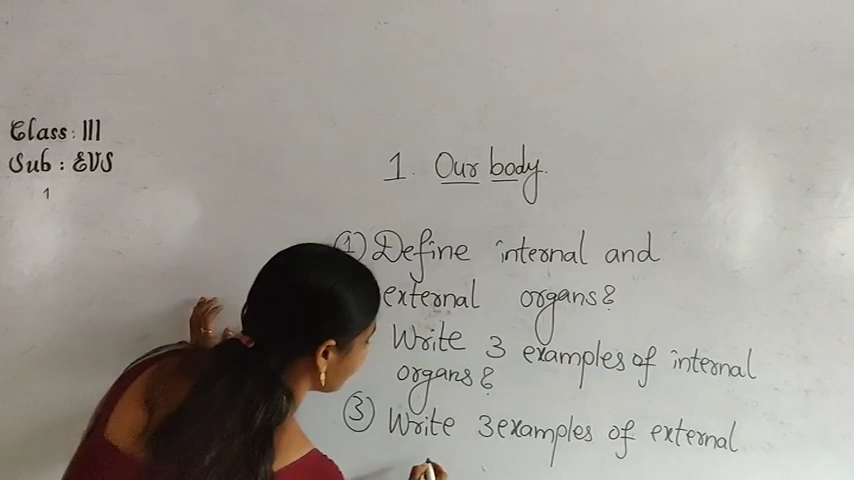 Class : III
Sub : EVS
1
1. Our body.
(1) Define internal and
external organs?
Write 3 examples of internal
organs?
(3) Write 3 examples of external